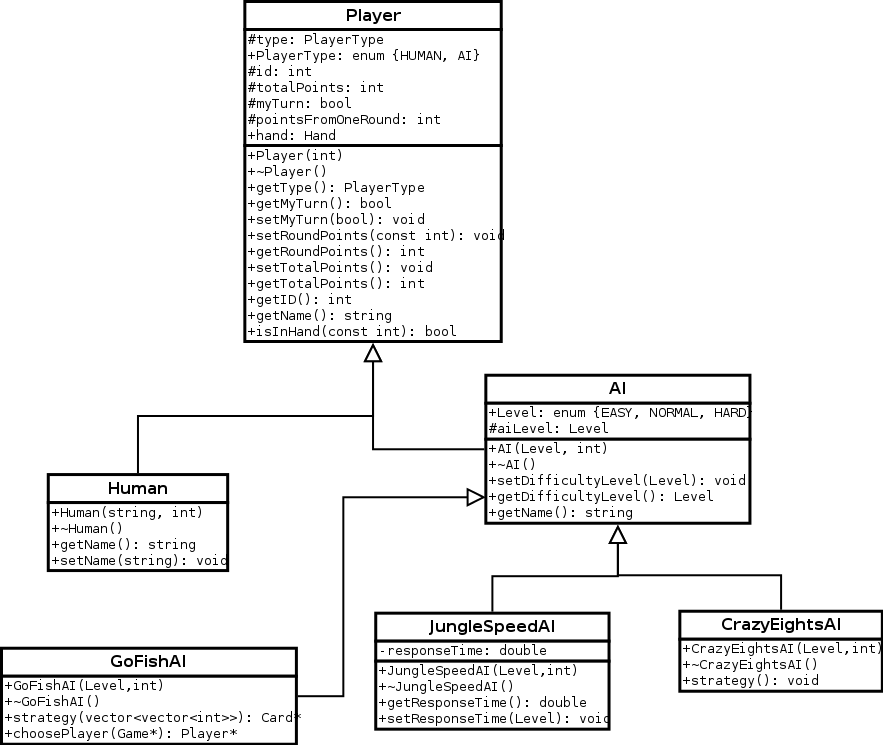 Player
#type: PlayerType
+PlayerType: enum {HUMAN, AI}
#id: int
#totalPoints: int
#myTurn: bool
#pointsFromOneRound: int
+hand: Hand
+Player(int)
+~Player()
+getType(): PlayerType
+getMyTurn(): bool
+setMyTurn(bool): void
+setRoundPoints(const int): void
+getRoundPoints(): int
+setTotalPoints(): void
+getTotalPoints(): int
+getID(): int
+getName(): string
+isInHand(const int): bool
AI
+Level: enum {EASY, NORMAL, HARD}
#aiLevel: Level
+AI(Level, int)
+~AI()
+setDifficultyLevel(Level): void
+getDifficultyLevel(): Level
+getName(): string
Human
+Human(string, int)
+~Human()
+getName(): string
+setName(string): void
GoFishAI
+GoFishAI(Level,int)
+~GoFishAI()
+strategy(vector<vector<int>>): Card*
+choosePlayer(Game*): Player*
JungleSpeedAI
-responseTime: double
+JungleSpeedAI(Level,int)
+~JungleSpeedAI()
+getResponseTime(): double
+setResponseTime(Level): void
CrazyEightsAI
+CrazyEightsAI(Level,int)
+~CrazyEightsAI()
+strategy(): void